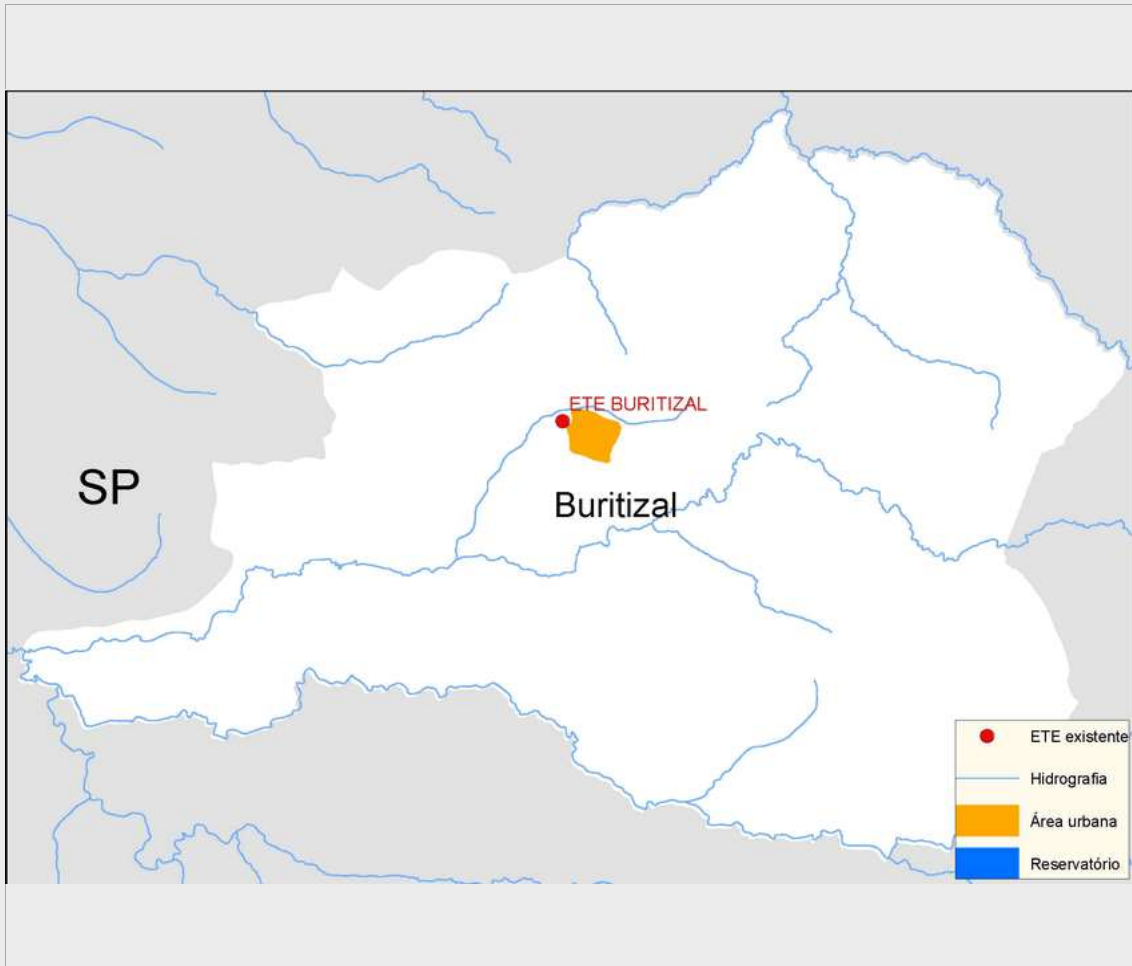 ETE BURITIZAL
SP
Buritizal
ETE existente
Hidrografia
Área urbana
Reservatório